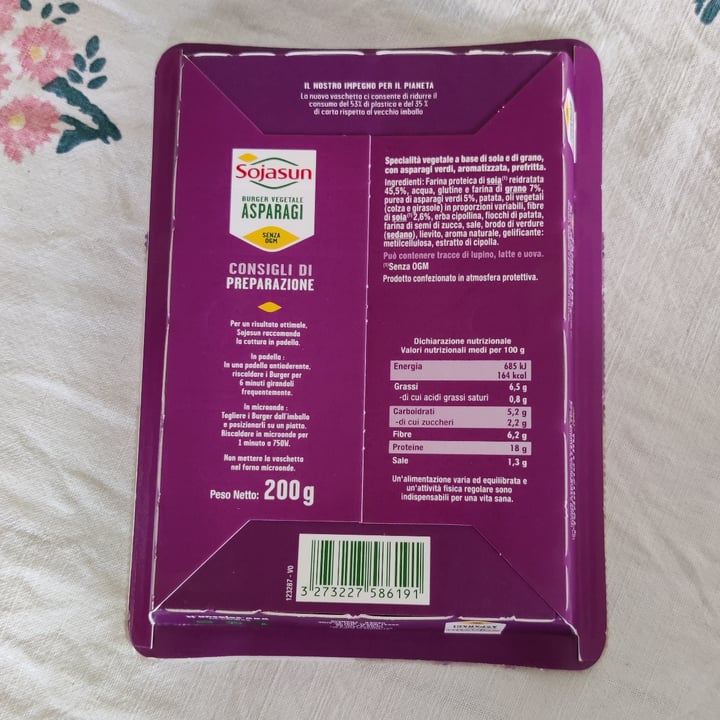 IL NOSTRO IMPEGNO PER IL PIANETA
La nuova vaschetta ci consente di ridurre il
consumo del 53% di plastica e del 35 %
di carta rispetto al vecchio imballo
Sojasun
BURGER VEGETALE
ASPARAGI
SENZA
OGM
CONSIGLI DI
PREPARAZIONE
Per un risultato ottimale,
Sojasun raccomanda
la cottura in padella.
In padella :
In una padella antiaderente,
riscaldare i Burger per
6 minuti girandoli
frequentemente.
In microonde :
Togliere i Burger dall'imballo
e posizionarli su un piatto.
Riscaldare in microonde per
1 minuto a 750W.
Non mettere la vaschetta
nel forno microonde.
Peso Netto: 200 g
Specialità vegetale a base di soia e di grano,
con asparagi verdi, aromatizzata, prefritta.
Ingredienti: Farina proteica di soia(1) reidratata
45,5%, acqua, glutine e farina di grano 7%,
purea di asparagi verdi 5%, patata, oli vegetali
(colza e girasole) in proporzioni variabili, fibre
di soia(1) 2,6%, erba cipollina, fiocchi di patata,
farina di semi di zucca, sale, brodo di verdure
(sedano), lievito, aroma naturale, gelificante:
metilcellulosa, estratto di cipolla.
Può contenere tracce di lupino, latte e uova.
(1)Senza OGM
Prodotto confezionato in atmosfera protettiva.
Dichiarazione nutrizionale
Valori nutrizionali medi per 100 g
Energia 685 kJ
164 kcal
Grassi 6,5 g
-di cui acidi grassi saturi 0,8 g
Carboidrati 5,2 g
-di cui zuccheri 2,2 g
Fibre 6,2 g
Proteine 18 g
Sale 1,3 g
Un'alimentazione varia ed equilibrata e
un'attività fisica regolare sono
indispensabili per una vita sana.
123287 - V0
3 273227 586191
ASPARAGI